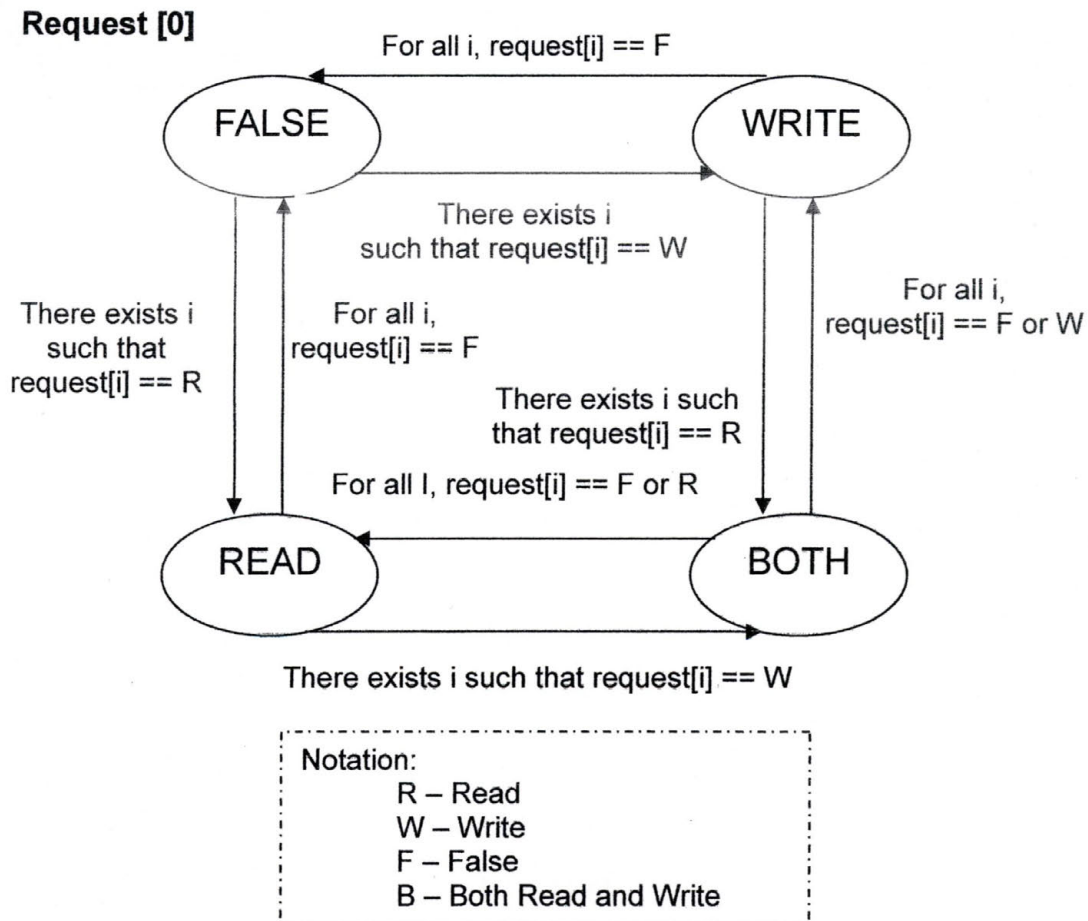 Request [0]
For all i, request[i] == F
FALSE
WRITE
There exists i
such that request[i] == W
There exists i
such that
request[i] == R
For all i,
request[i] == F
For all i,
request[i] == F or W
There exists i such
that request[i] == R
For all I, request[i] == F or R
READ
BOTH
There exists i such that request[i] == W
Notation:
R – Read
W – Write
F – False
B – Both Read and Write